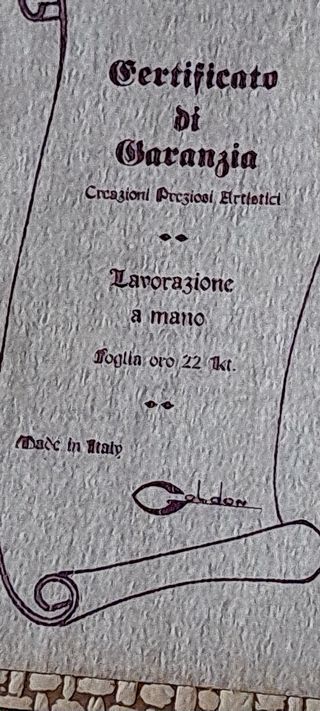 Certificato
di
Garanzia
Creazioni Preziosi Artistici
Lavorazione
a mano
Foglia oro 22 Kt.
Made in Italy